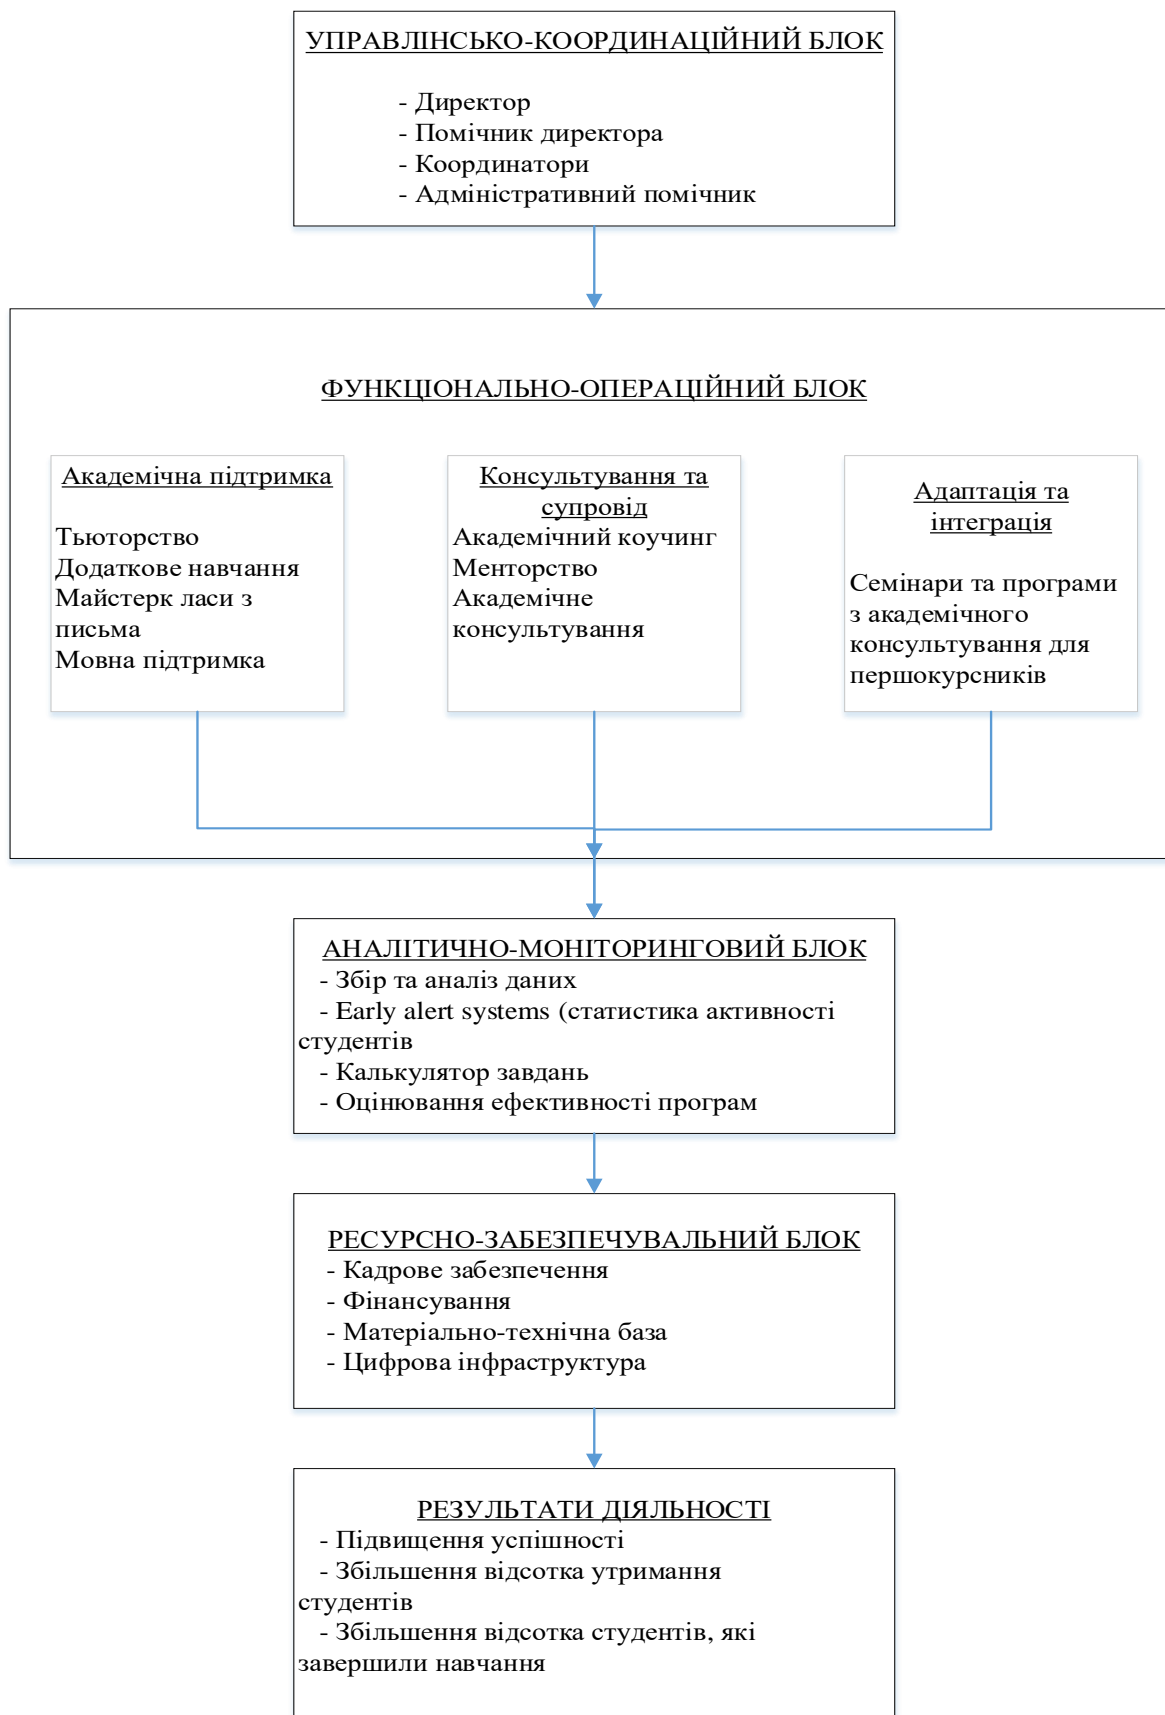 УПРАВЛІНСЬКО-КООРДИНАЦІЙНИЙ БЛОК
- Директор
- Помічник директора
- Координатори
- Адміністративний помічник
ФУНКЦІОНАЛЬНО-ОПЕРАЦІЙНИЙ БЛОК
Академічна підтримка
Тьюторство
Додаткове навчання
Майстерк ласи з
письма
Мовна підтримка
Консультування та
супровід
Академічний коучинг
Менторство
Академічне
консультування
Адаптація та
інтеграція
Семінари та програми
з академічного
консультування для
першокурсників
АНАЛІТИЧНО-МОНІТОРИНГОВИЙ БЛОК
- Збір та аналіз даних
- Early alert systems (статистика активності
студентів
- Калькулятор завдань
- Оцінювання ефективності програм
РЕСУРСНО-ЗАБЕЗПЕЧУВАЛЬНИЙ БЛОК
- Кадрове забезпечення
- Фінансування
- Матеріально-технічна база
- Цифрова інфраструктура
РЕЗУЛЬТАТИ ДІЯЛЬНОСТІ
- Підвищення успішності
- Збільшення відсотка утримання
студентів
- Збільшення відсотка студентів, які
завершили навчання